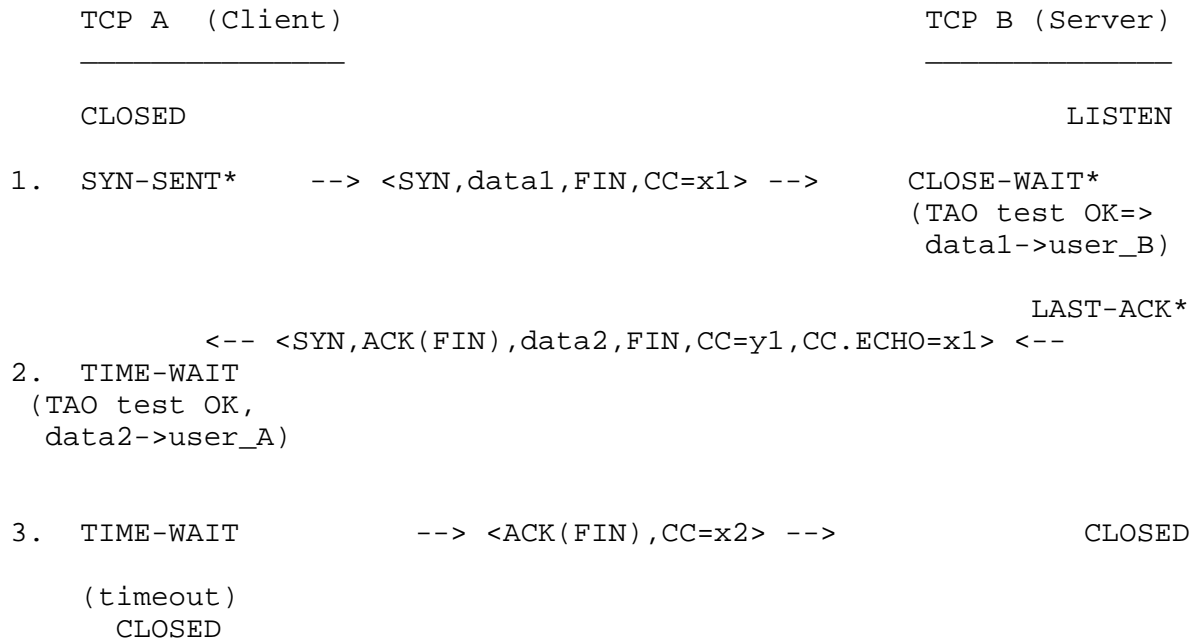 TCP A  (Client)                                 TCP B (Server)
_______________                                 ______________
CLOSED                                                  LISTEN
1.  SYN-SENT*    --> <SYN,data1,FIN,CC=x1> -->    CLOSE-WAIT*
(TAO test OK=>
data1->user_B)
LAST-ACK*
<-- <SYN,ACK(FIN),data2,FIN,CC=y1,CC.ECHO=x1> <--
2.  TIME-WAIT
(TAO test OK,
data2->user_A)
3.  TIME-WAIT          --> <ACK(FIN),CC=x2> -->              CLOSED
(timeout)
CLOSED